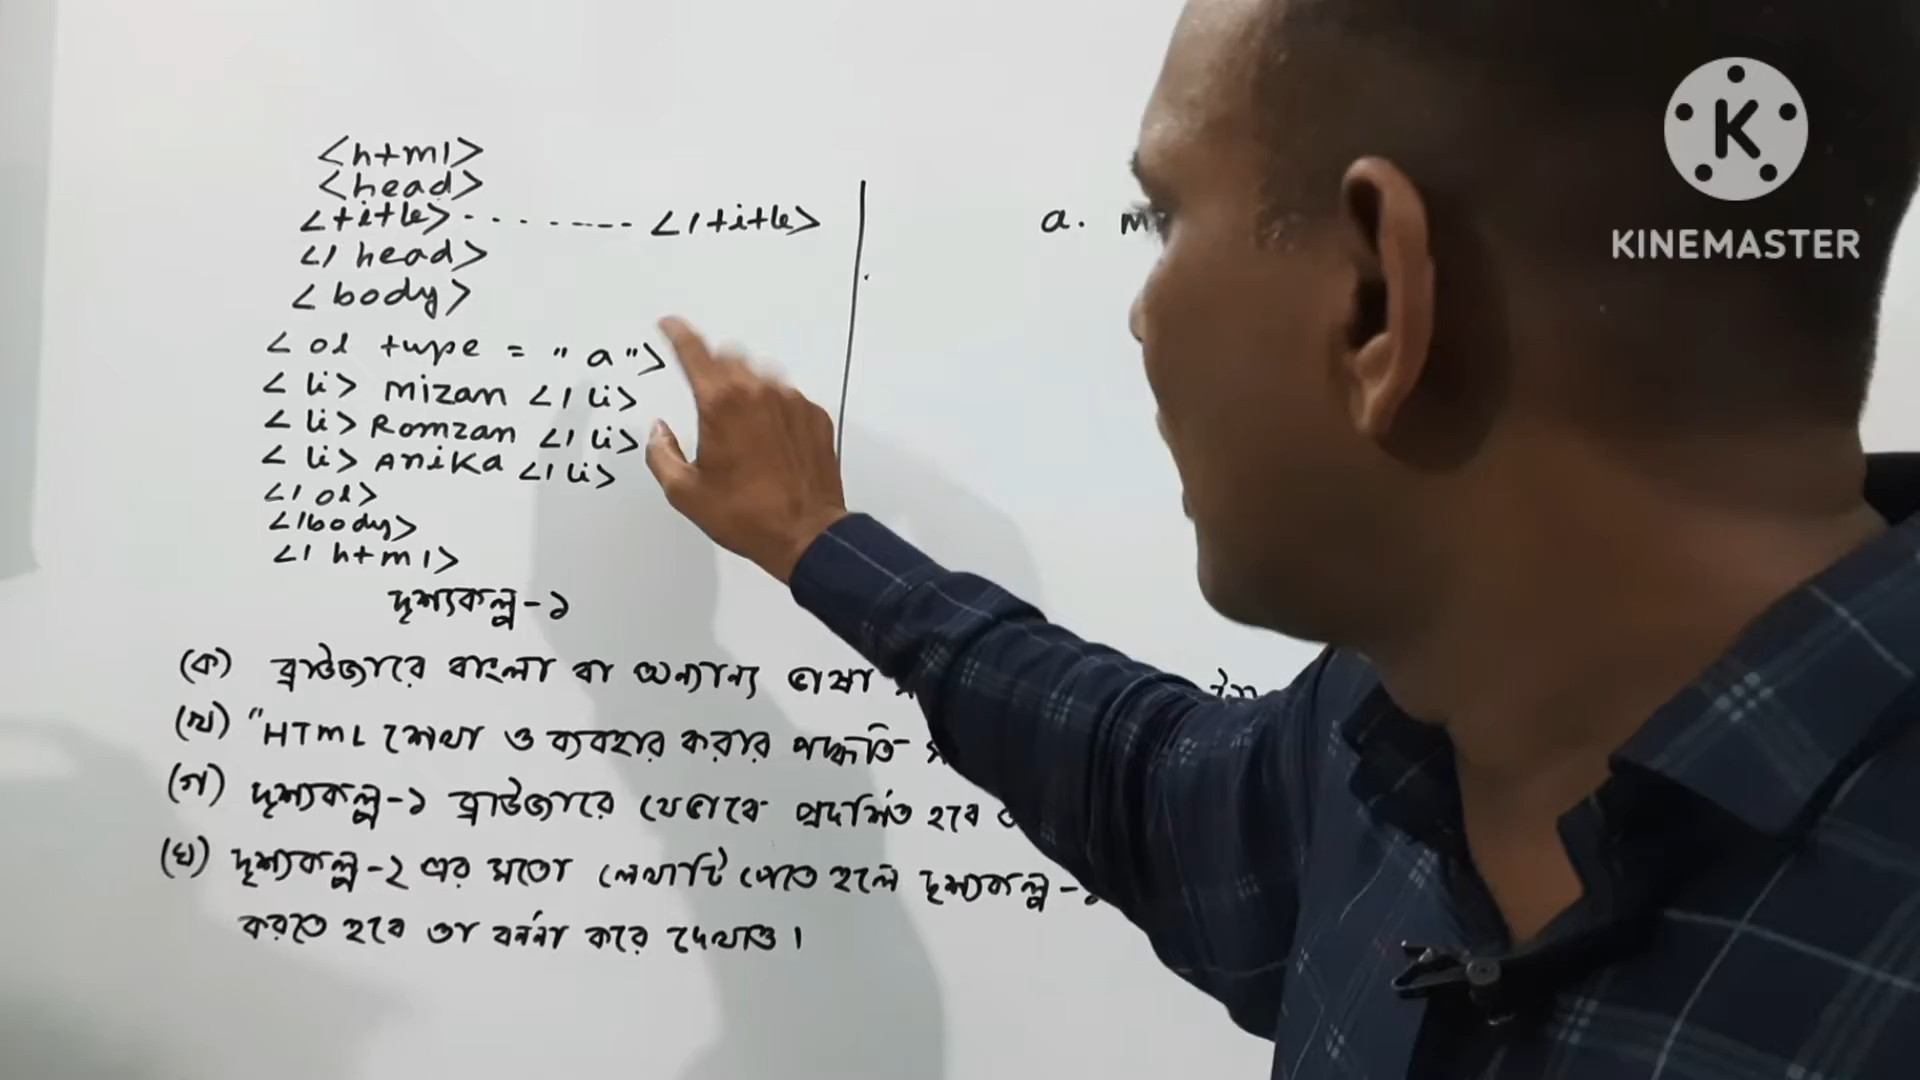 <html>
<head>
<title>- - - - - - - - </title>
</head>
<body>
<ol type = "a">
<li> mizan </li>
<li> Romzan </li>
<li> Anika </li>
</ol>
</body>
</html>
দৃশ্যকল্প-১
a.
(ক) ব্রাউজারে বাংলা বা অন্যান্য ভাষা
(খ) "HTML শেখা ও ব্যবহার করার পদ্ধতি
(গ) দৃশ্যকল্প-১ ব্রাউজারে যেভাবে প্রদর্শিত হবে
(ঘ) দৃশ্যকল্প-২ এর মতো লেখাটি পেতে হলে দৃশ্যকল্প-
করতে হবে তা বর্ননা করে দেখাও।
K
KINEMASTER